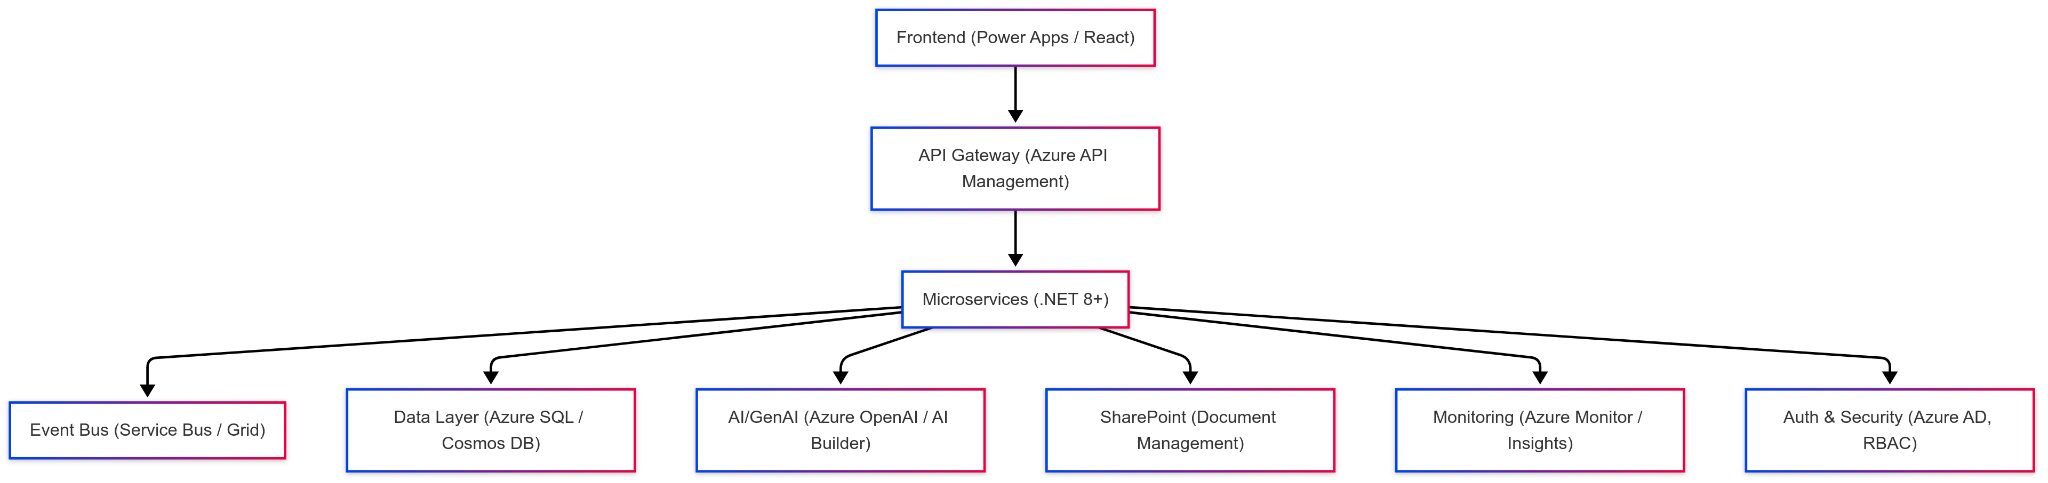 Frontend (Power Apps / React)
API Gateway (Azure API
Management)
Microservices (.NET 8+)
Event Bus (Service Bus / Grid)
Data Layer (Azure SQL /
Cosmos DB)
AI/GenAI (Azure OpenAI / AI
Builder)
SharePoint (Document
Management)
Monitoring (Azure Monitor /
Insights)
Auth & Security (Azure AD,
RBAC)